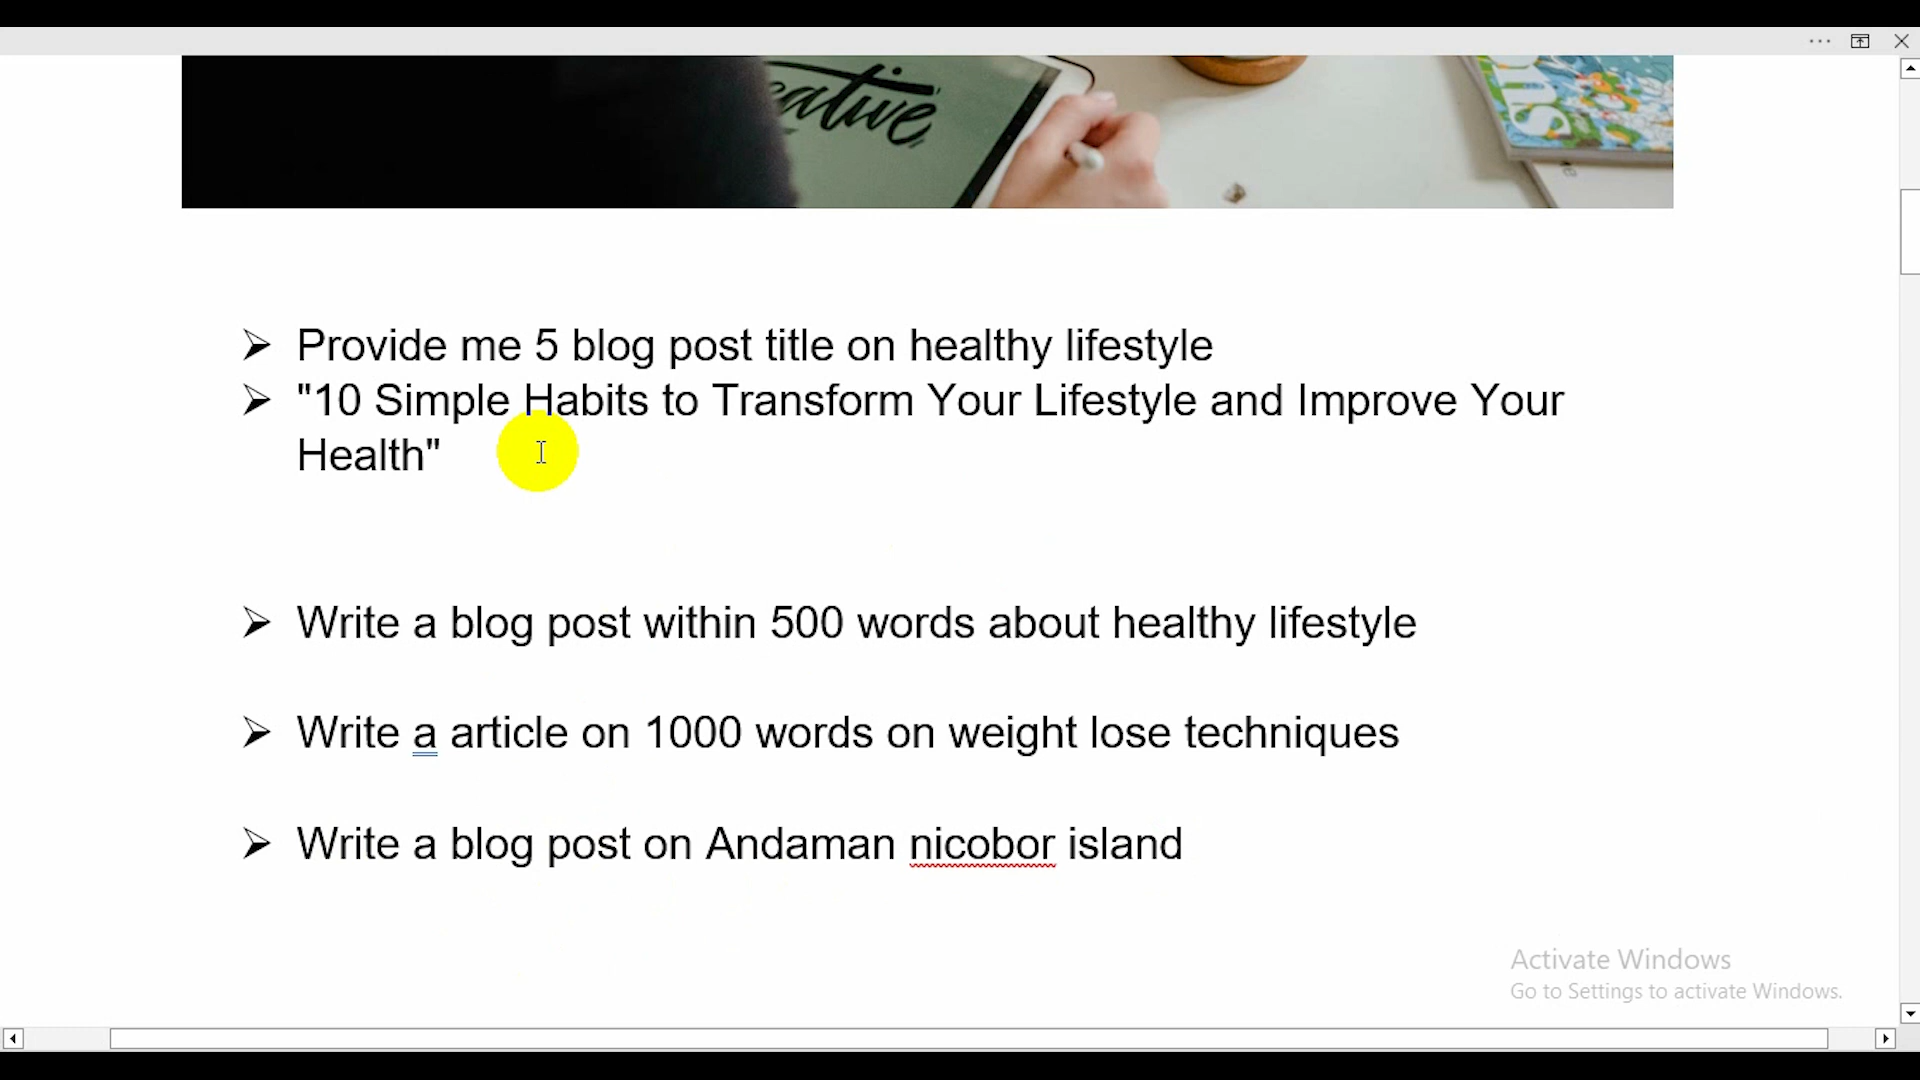 eative
Provide me 5 blog post title on healthy lifestyle
"10 Simple Habits to Transform Your Lifestyle and Improve Your
Health"
Write a blog post within 500 words about healthy lifestyle
Write a article on 1000 words on weight lose techniques
Write a blog post on Andaman nicobor island
Activate Windows
Go to Settings to activate Windows.